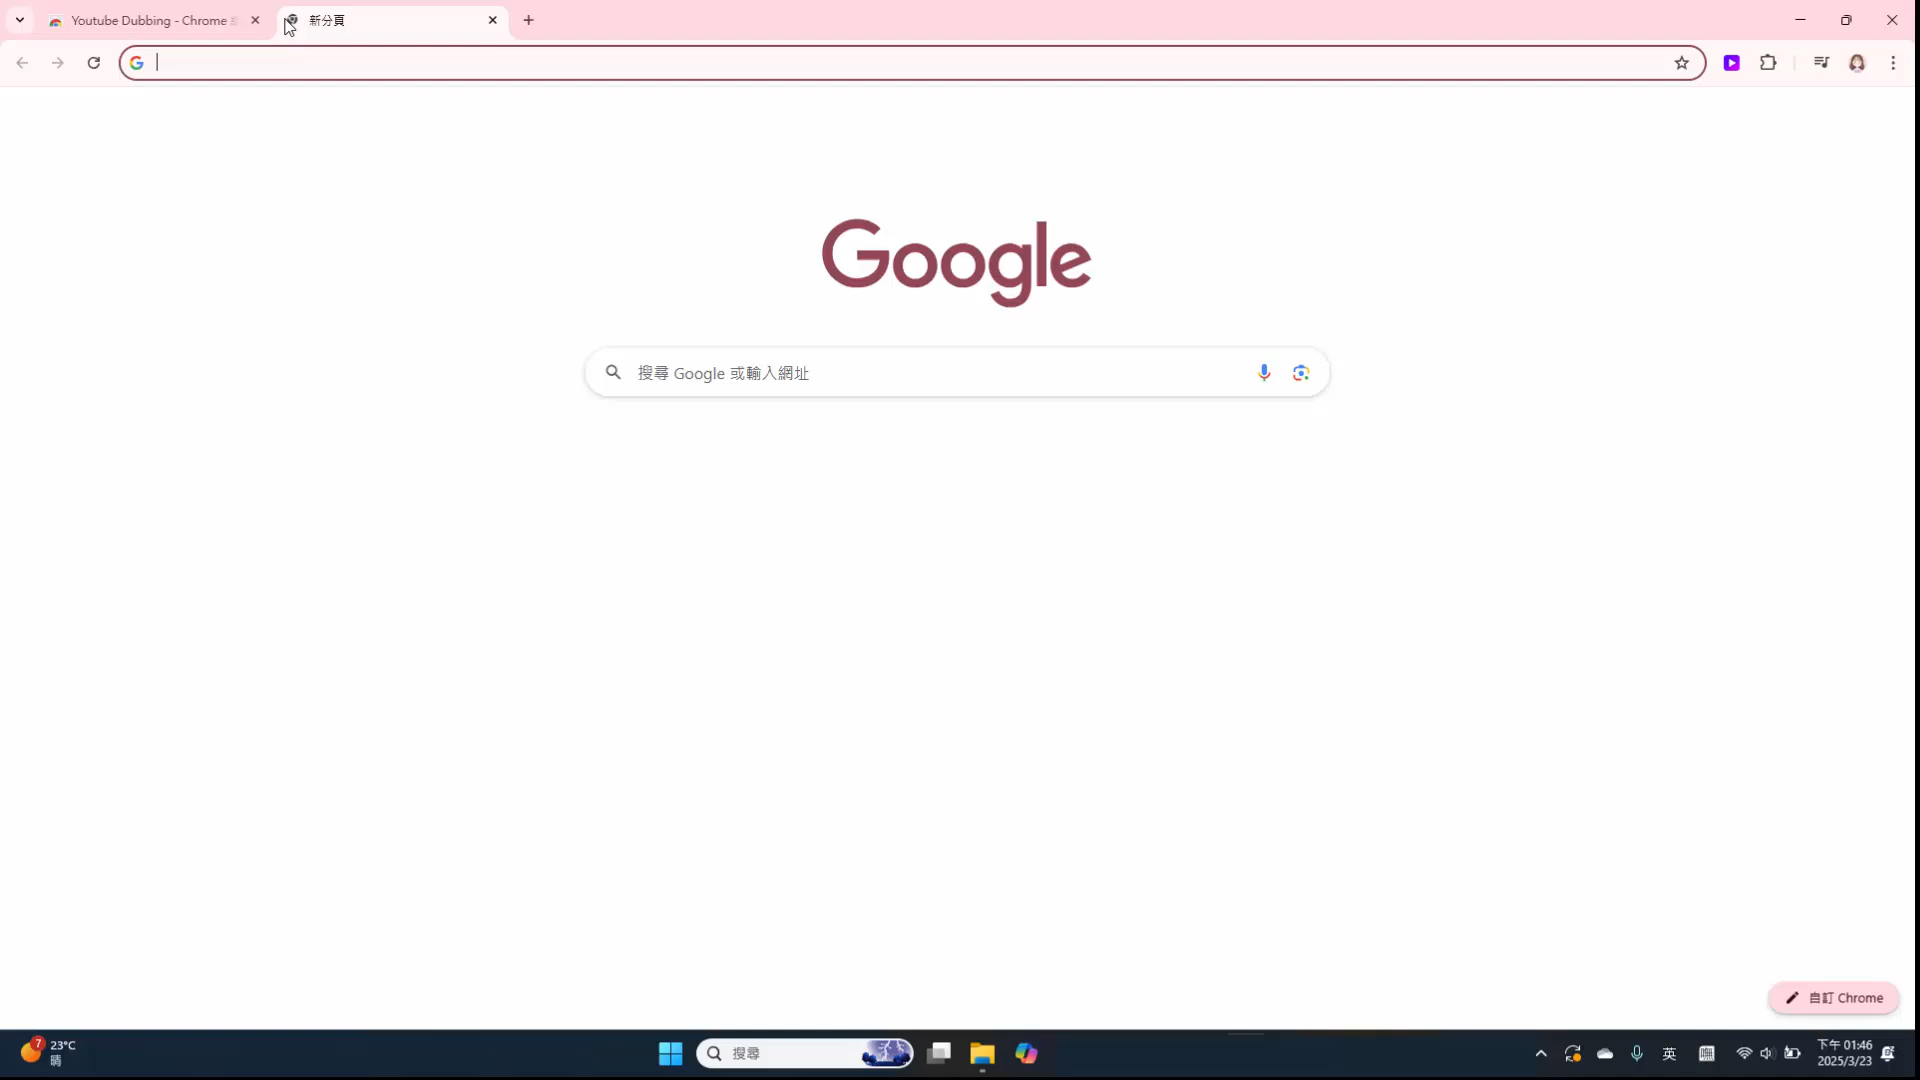 Youtube Dubbing - Chrome
新分頁
Google
搜尋 Google 或輸入網址
自訂 Chrome
7
23°C
晴
搜尋
英
下午 01:46
2025/3/23